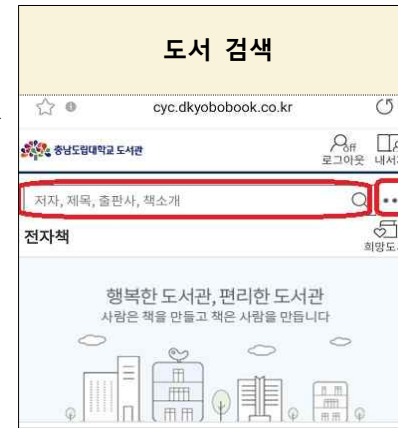 도서 검색
cyc.dkyobobook.co.kr
충남도립대학교 도서관
off
로그아웃 내서
저자, 제목, 출판사, 책소개
전자책
희망도
행복한 도서관, 편리한 도서관
사람은 책을 만들고 책은 사람을 만듭니다